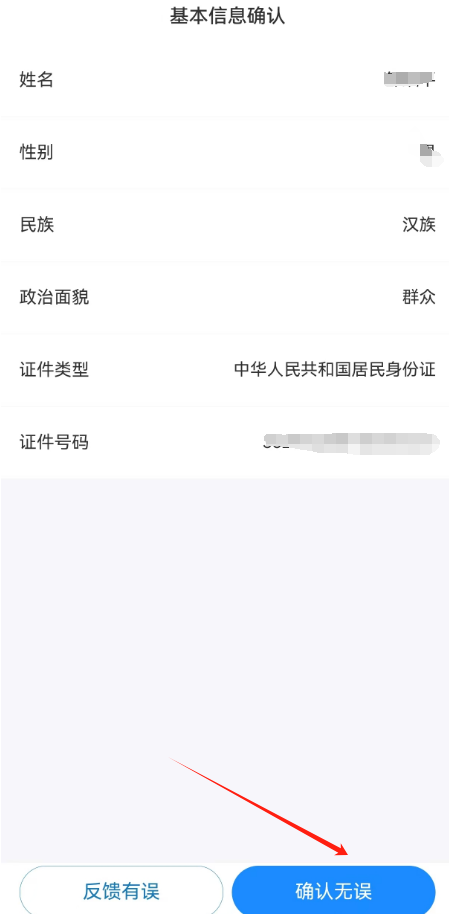 基本信息确认
姓名
性别
民族 汉族
政治面貌 群众
证件类型 中华人民共和国居民身份证
证件号码
反馈有误 确认无误